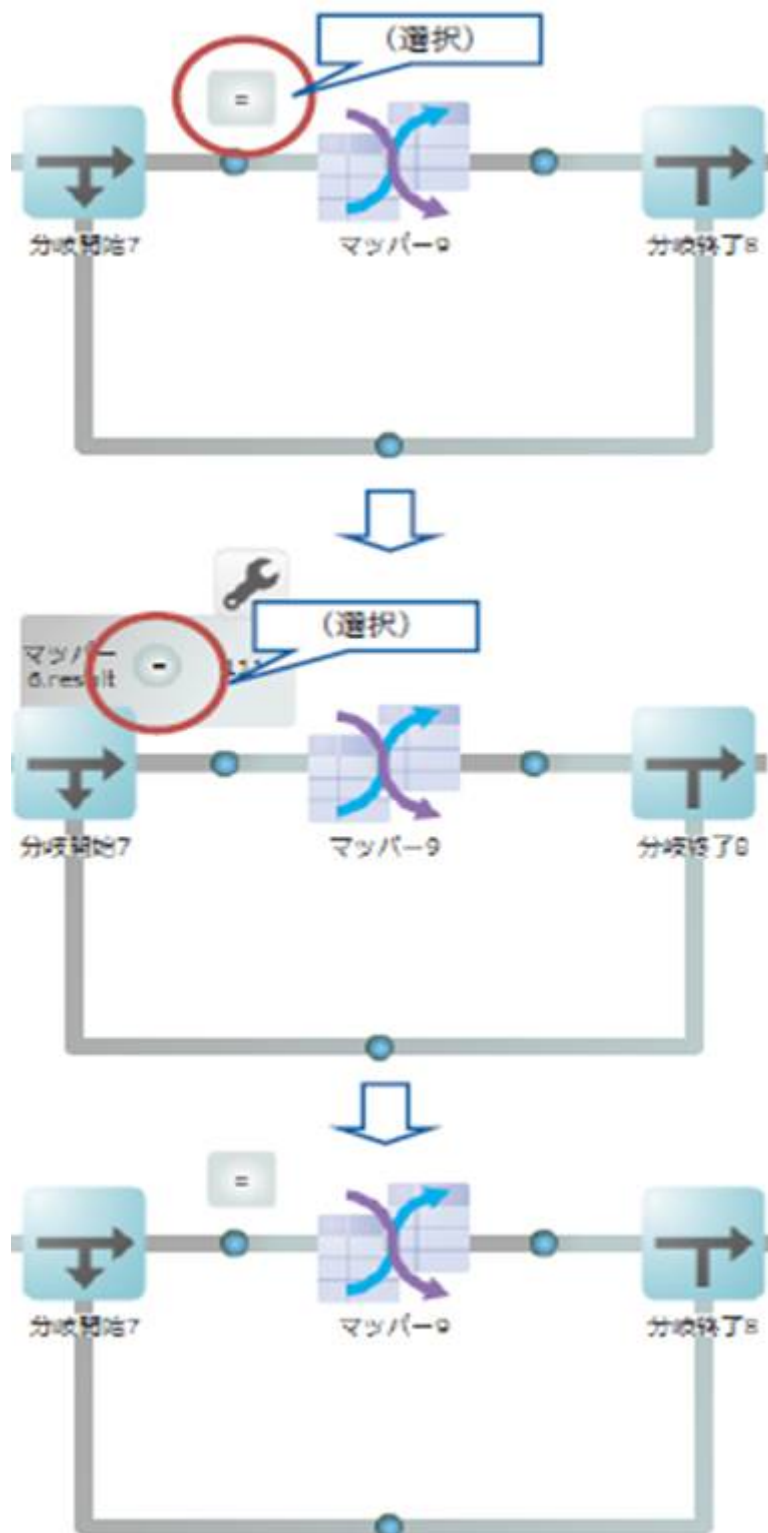 （選択）
=
分岐開始7
マッパー9
分岐終了8
（選択）
マッパー
6.result
=
分岐開始7
マッパー9
分岐終了8
=
分岐開始7
マッパー9
分岐終了8